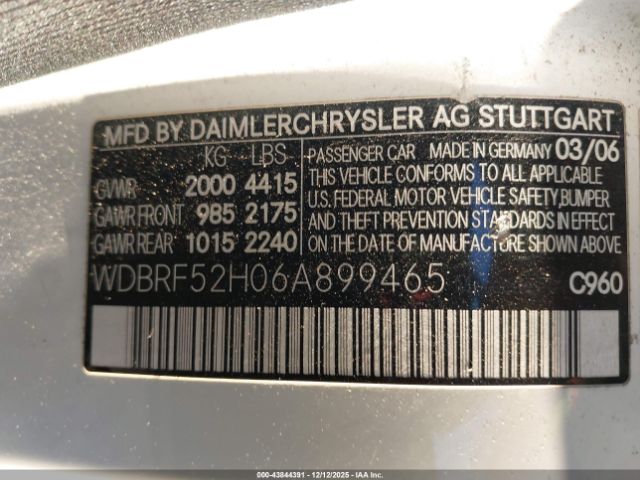 MFD BY DAIMLERCHRYSLER AG STUTTGART
KG LBS
GVWR 2000 4415
GAWR FRONT 985 2175
GAWR REAR 1015 2240
PASSENGER CAR MADE IN GERMANY 03/06
THIS VEHICLE CONFORMS TO ALL APPLICABLE
U.S. FEDERAL MOTOR VEHICLE SAFETY, BUMPER
AND THEFT PREVENTION STANDARDS IN EFFECT
ON THE DATE OF MANUFACTURE SHOWN ABOVE.
WDBRF52H06A899465 C960
© IAA - 43844391 - 12/12/2025 - IAAI.COM